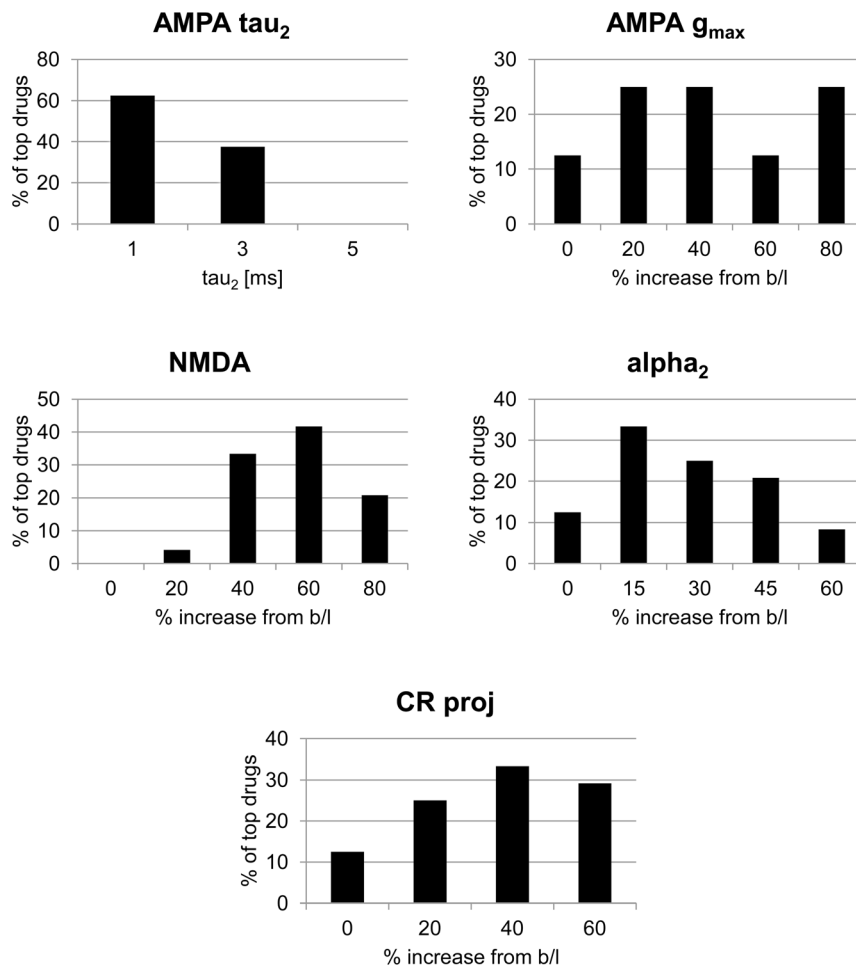 AMPA tau₂
% of top drugs
80
60
40
20
0
1 3 5
tau₂ [ms]
AMPA gₘₐₓ
% of top drugs
30
20
10
0
0 20 40 60 80
% increase from b/l
NMDA
% of top drugs
50
40
30
20
10
0
0 20 40 60 80
% increase from b/l
alpha₂
% of top drugs
40
30
20
10
0
0 15 30 45 60
% increase from b/l
CR proj
% of top drugs
40
30
20
10
0
0 20 40 60
% increase from b/l